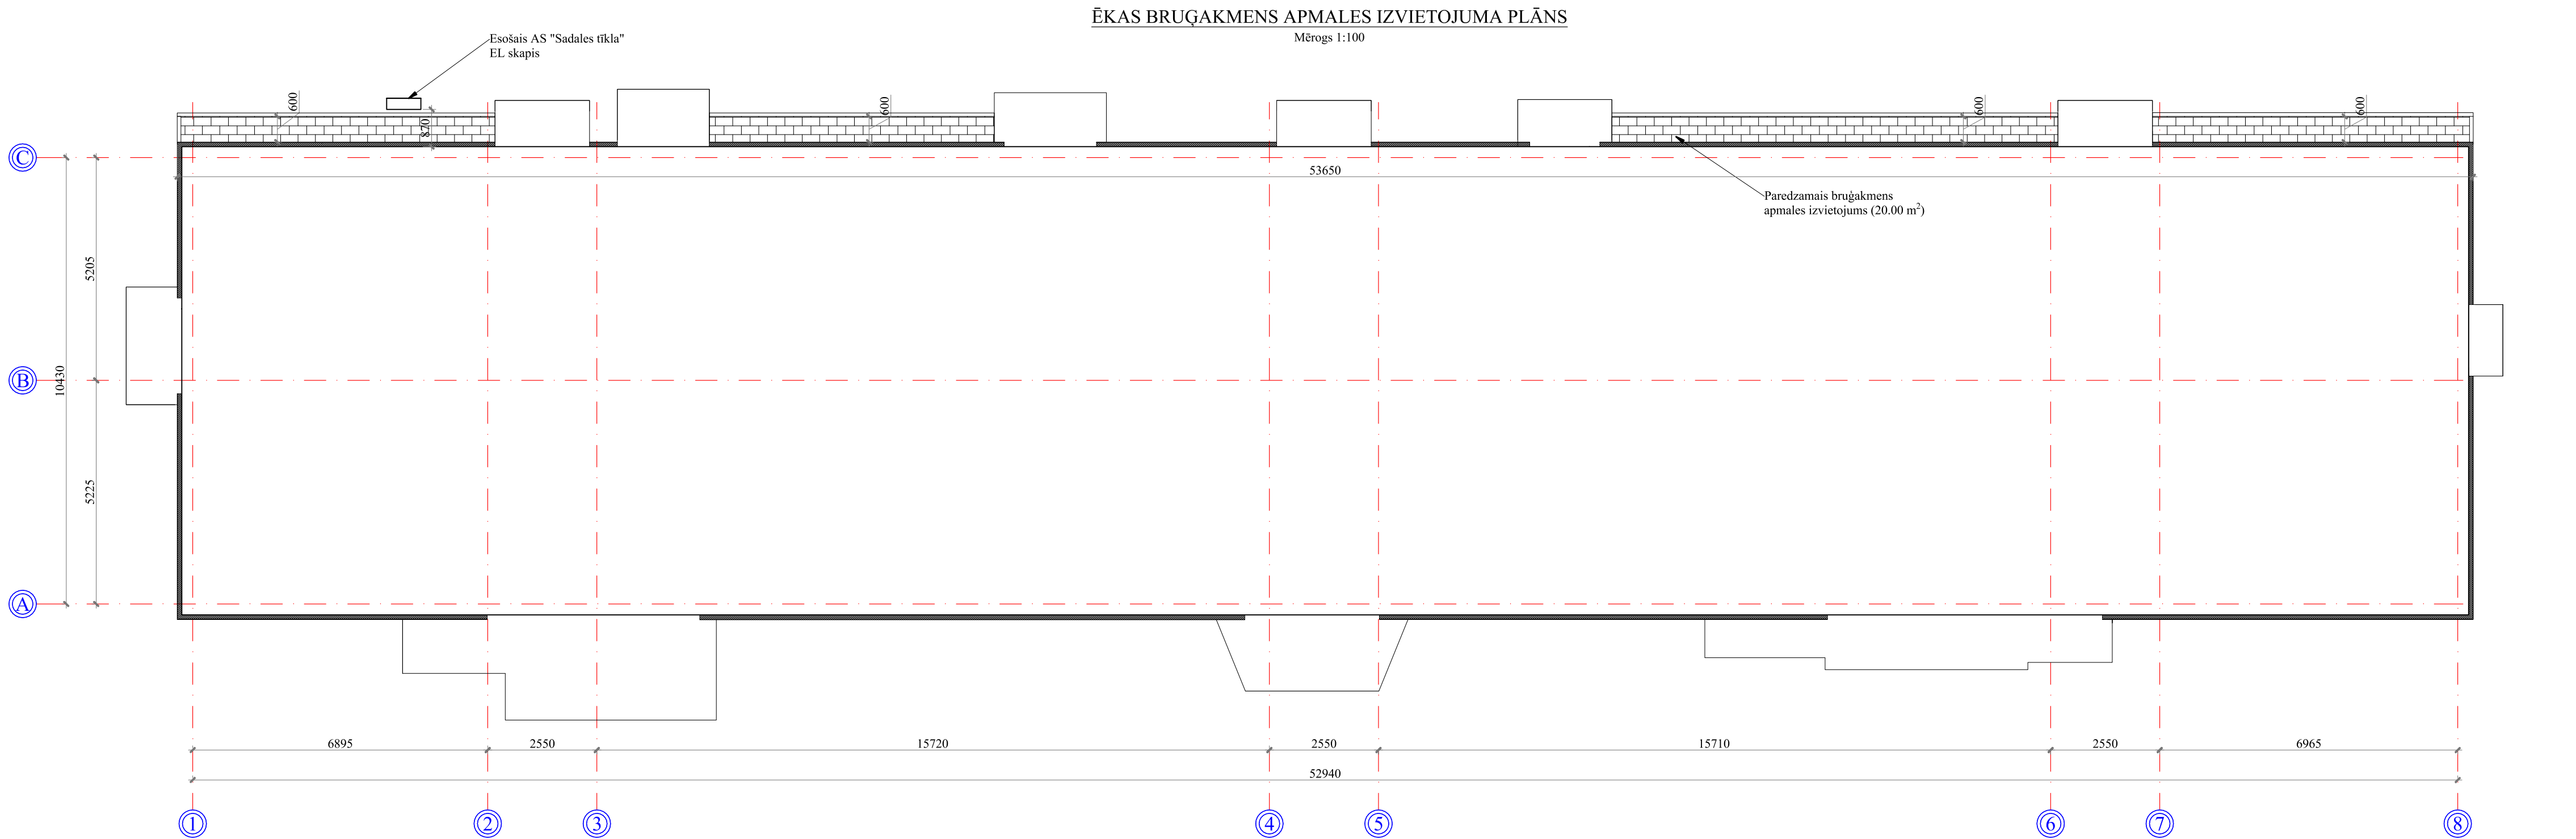 ĒKAS BRUĢAKMENS APMALES IZVIETOJUMA PLĀNS
Mērogs 1:100
Esošais AS "Sadales tīkla"
EL skapis
600
600
600
600
870
C
53650
Paredzamais bruģakmens
apmales izvietojums (20.00 m²)
5205
B
10430
5225
A
6895
2550
15720
2550
15710
2550
6965
52940
1
2
3
4
5
6
7
8